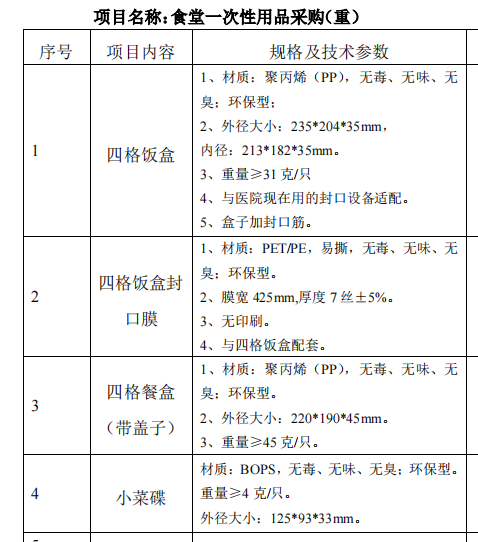 项目名称：食堂一次性用品采购（重）
序号 项目内容 规格及技术参数
1 四格饭盒
1、材质：聚丙烯（PP），无毒、无味、无
臭；环保型；
2、外径大小：235*204*35mm，
内径：213*182*35mm。
3、重量≥31 克/只
4、与医院现在用的封口设备适配。
5、盒子加封口筋。
2 四格饭盒封
口膜
1、材质：PET/PE，易撕，无毒、无味、无
臭；环保型。
2、膜宽 425mm,厚度 7 丝±5%。
3、无印刷。
4、与四格饭盒配套。
3 四格餐盒
（带盖子）
1、材质：聚丙烯（PP），无毒、无味、无
臭；环保型。
2、外径大小：220*190*45mm。
3、重量≥45 克/只。
4 小菜碟
材质：BOPS，无毒、无味、无臭；环保型。
重量≥4 克/只。
外径大小：125*93*33mm。